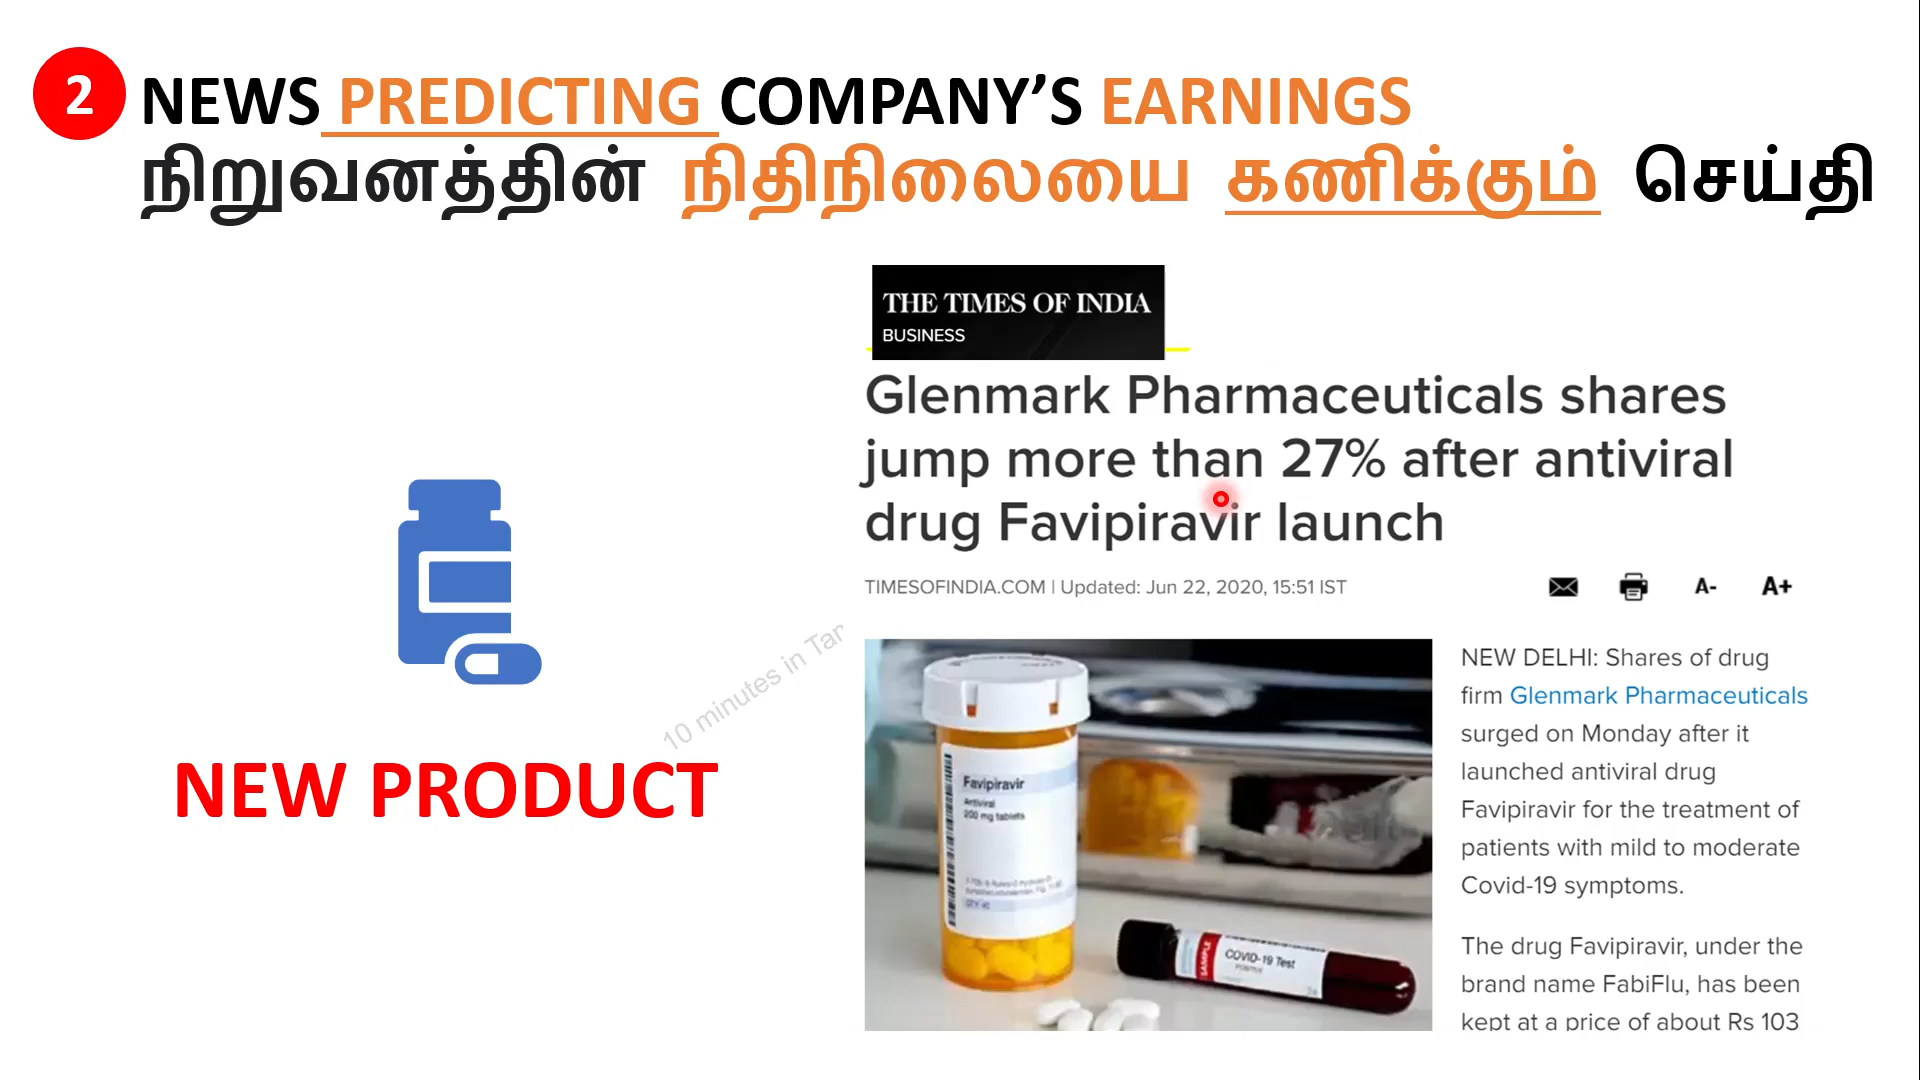 2
NEWS PREDICTING COMPANY’S EARNINGS
நிறுவனத்தின் நிதிநிலையை கணிக்கும் செய்தி
THE TIMES OF INDIA
BUSINESS
Glenmark Pharmaceuticals shares
jump more than 27% after antiviral
drug Favipiravir launch
TIMESOFINDIA.COM | Updated: Jun 22, 2020, 15:51 IST
A- A+
NEW PRODUCT
10 minutes in
Favipiravir
Antiviral
200 mg tablets
SAMPLE
COVID-19 Test
POSITIVE
NEW DELHI: Shares of drug
firm Glenmark Pharmaceuticals
surged on Monday after it
launched antiviral drug
Favipiravir for the treatment of
patients with mild to moderate
Covid-19 symptoms.
The drug Favipiravir, under the
brand name FabiFlu, has been
kept at a price of about Rs 103